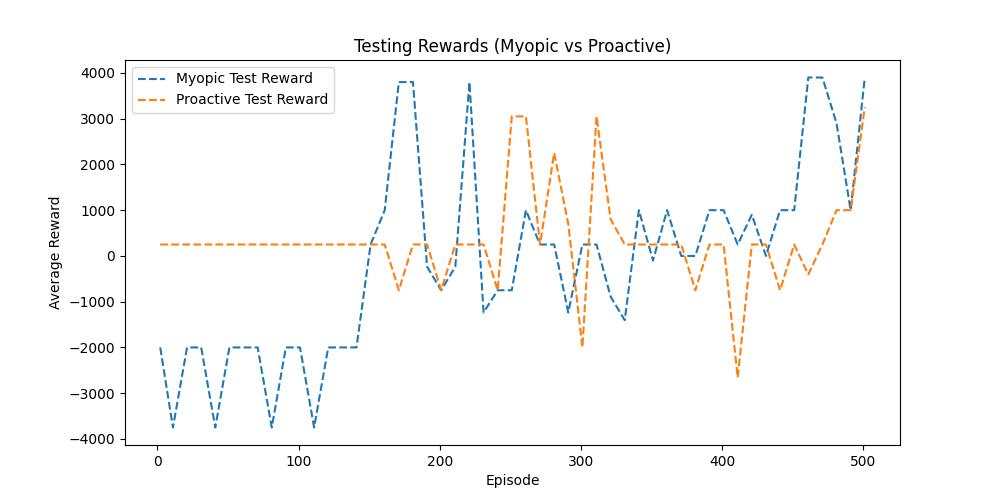 Testing Rewards (Myopic vs Proactive)
Myopic Test Reward
Proactive Test Reward
Average Reward
4000
3000
2000
1000
0
−1000
−2000
−3000
−4000
0 100 200 300 400 500
Episode